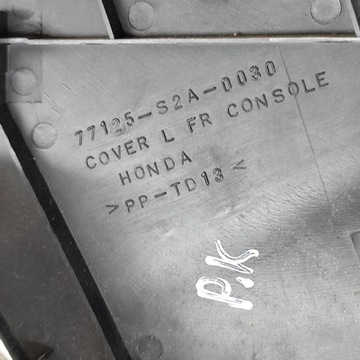 77125-S2A-0030
COVER L FR CONSOLE
HONDA
>PP-TD13<
P.K